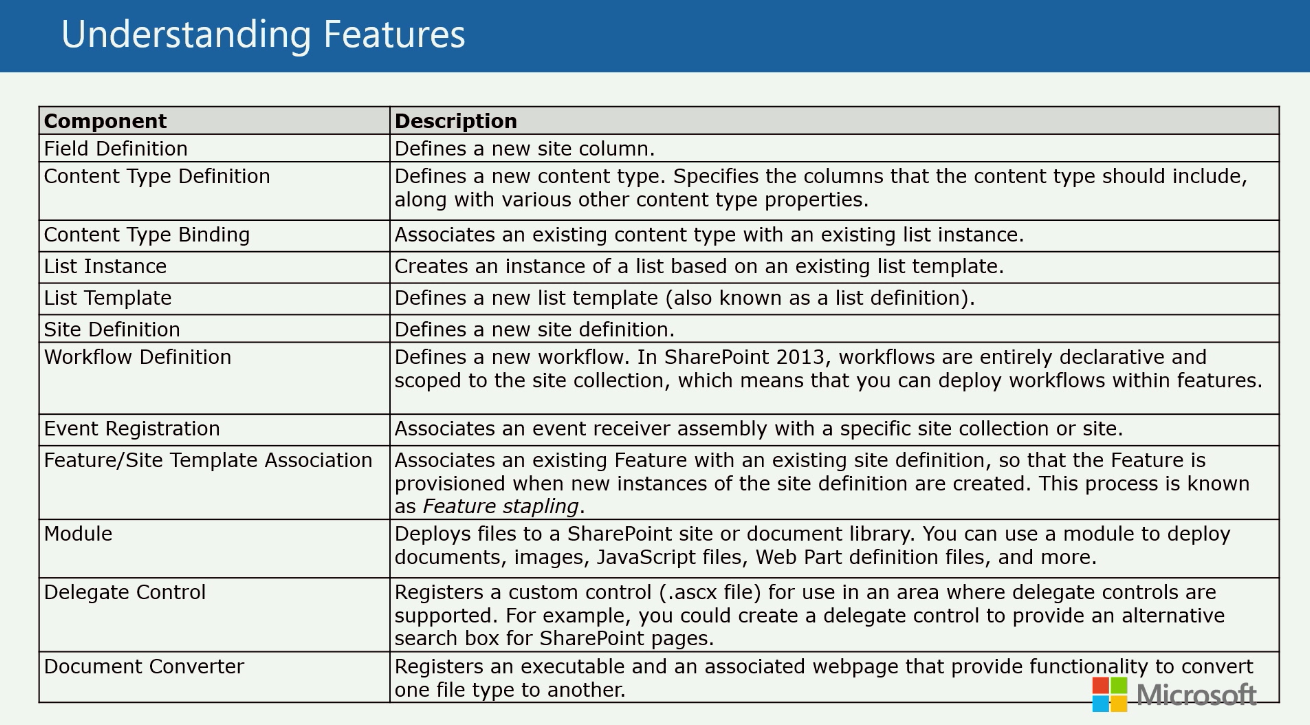 Understanding Features
Component Description
Field Definition Defines a new site column.
Content Type Definition Defines a new content type. Specifies the columns that the content type should include,
along with various other content type properties.
Content Type Binding Associates an existing content type with an existing list instance.
List Instance Creates an instance of a list based on an existing list template.
List Template Defines a new list template (also known as a list definition).
Site Definition Defines a new site definition.
Workflow Definition Defines a new workflow. In SharePoint 2013, workflows are entirely declarative and
scoped to the site collection, which means that you can deploy workflows within features.
Event Registration Associates an event receiver assembly with a specific site collection or site.
Feature/Site Template Association Associates an existing Feature with an existing site definition, so that the Feature is
provisioned when new instances of the site definition are created. This process is known
as Feature stapling.
Module Deploys files to a SharePoint site or document library. You can use a module to deploy
documents, images, JavaScript files, Web Part definition files, and more.
Delegate Control Registers a custom control (.ascx file) for use in an area where delegate controls are
supported. For example, you could create a delegate control to provide an alternative
search box for SharePoint pages.
Document Converter Registers an executable and an associated webpage that provide functionality to convert
one file type to another.
Microsoft